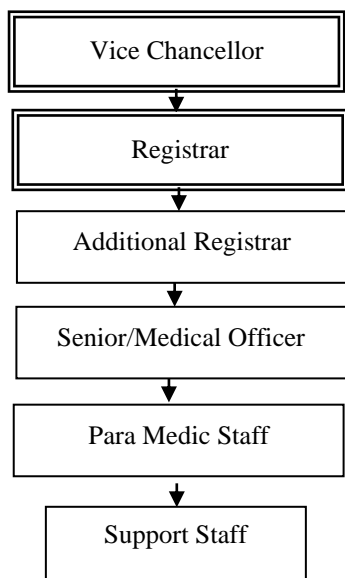 Vice Chancellor
Registrar
Additional Registrar
Senior/Medical Officer
Para Medic Staff
Support Staff